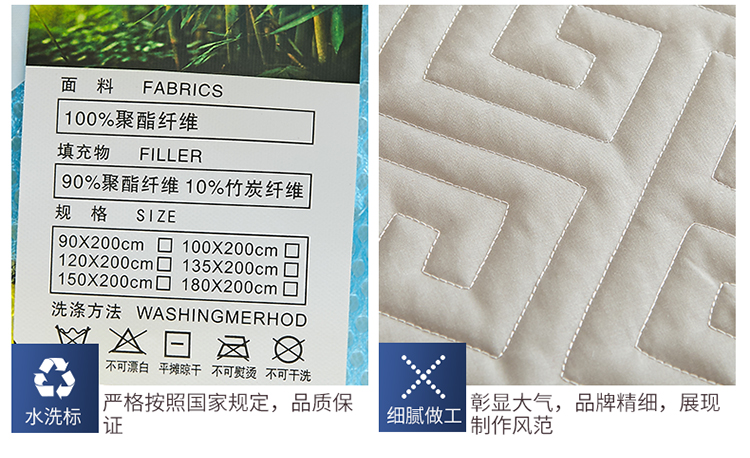 面 料 FABRICS
100%聚酯纤维
填充物 FILLER
90%聚酯纤维 10%竹炭纤维
规 格 SIZE
90X200cm □ 100X200cm □
120X200cm □ 135X200cm □
150X200cm □ 180X200cm □
洗涤方法 WASHINGMERHOD
不可漂白 平摊晾干 不可熨烫 不可干洗
水洗标
严格按照国家规定，品质保
证
细腻做工
彰显大气，品牌精细，展现
制作风范